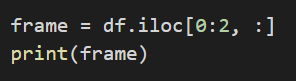 frame = df.iloc[0:2, :]
print(frame)